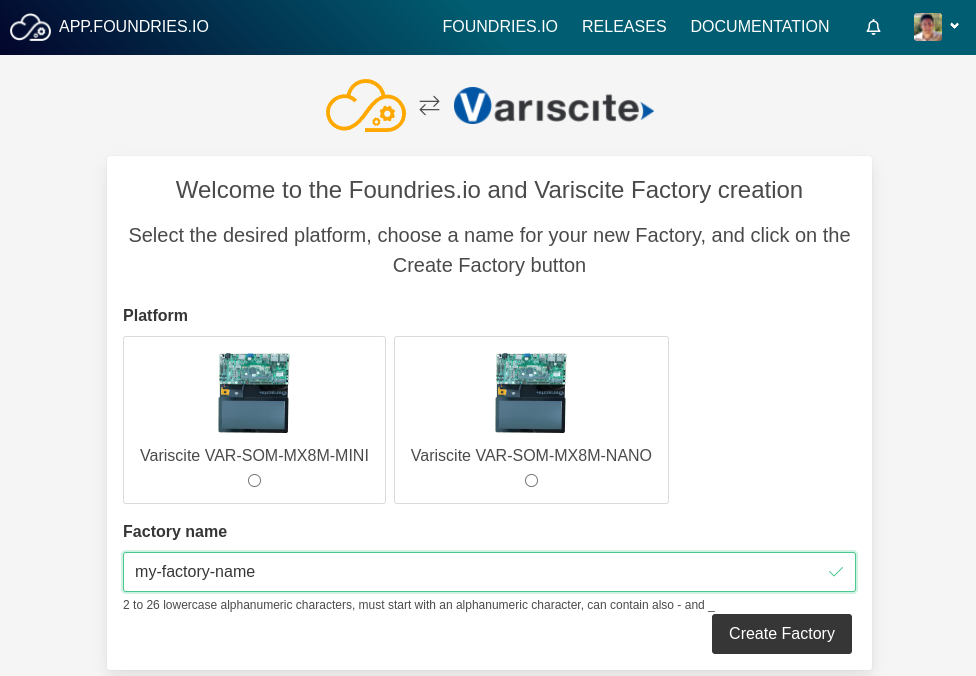 APP.FOUNDRIES.IO
FOUNDRIES.IO
RELEASES
DOCUMENTATION
Variscite
Welcome to the Foundries.io and Variscite Factory creation
Select the desired platform, choose a name for your new Factory, and click on the
Create Factory button
Platform
Variscite VAR-SOM-MX8M-MINI
Variscite VAR-SOM-MX8M-NANO
Factory name
my-factory-name
2 to 26 lowercase alphanumeric characters, must start with an alphanumeric character, can contain also - and _
Create Factory